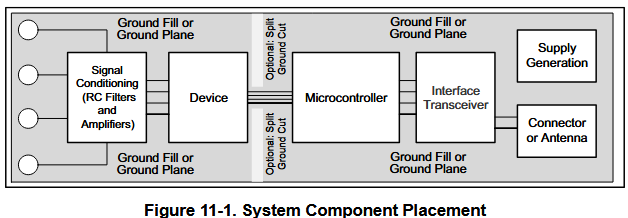 Ground Fill or
Ground Plane
Ground Fill or
Ground Plane
Optional: Split
Ground Cut
Signal
Conditioning
(RC Filters
and
Amplifiers)
Device
Microcontroller
Interface
Transceiver
Supply
Generation
Connector
or Antenna
Optional: Split
Ground Cut
Ground Fill or
Ground Plane
Ground Fill or
Ground Plane
Figure 11-1. System Component Placement